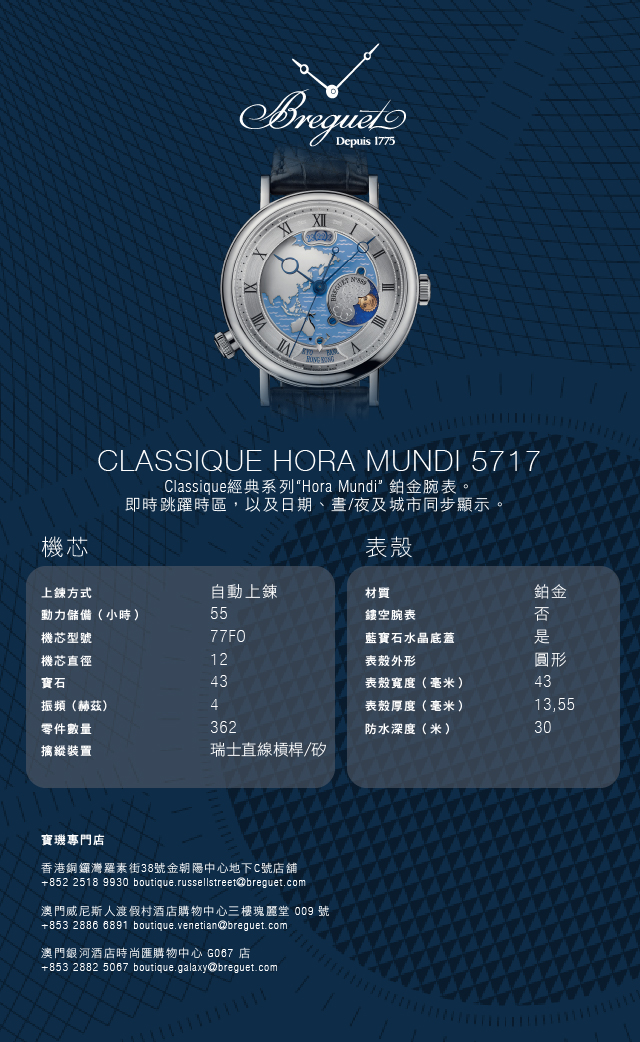 Breguet
Depuis 1775
XII
I
III
V
VII
VIII
IX
X
XI
BREGUET Nº 989
HONG KONG
CLASSIQUE HORA MUNDI 5717
Classique經典系列“Hora Mundi” 鉑金腕表。
即時跳躍時區，以及日期、晝/夜及城市同步顯示。
機芯
上鍊方式 自動上鍊
動力儲備（小時） 55
機芯型號 77F0
機芯直徑 12
寶石 43
振頻（赫茲） 4
零件數量 362
擒縱裝置 瑞士直線槓桿/矽
表殼
材質 鉑金
鏤空腕表 否
藍寶石水晶底蓋 是
表殼外形 圓形
表殼寬度（毫米） 43
表殼厚度（毫米） 13,55
防水深度（米） 30
寶璣專門店
香港銅鑼灣羅素街38號金朝陽中心地下C號店舖
+852 2518 9930 boutique.russellstreet@breguet.com
澳門威尼斯人渡假村酒店購物中心三樓瑰麗堂 009 號
+853 2886 6891 boutique.venetian@breguet.com
澳門銀河酒店時尚匯購物中心 G067 店
+853 2882 5067 boutique.galaxy@breguet.com